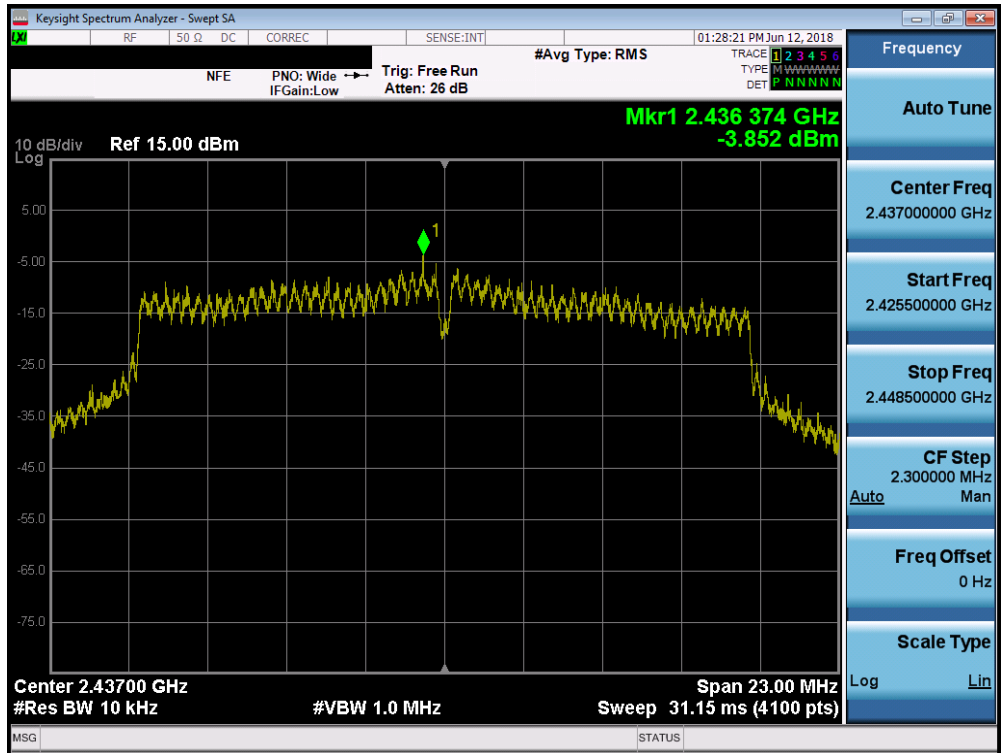 Keysight Spectrum Analyzer - Swept SA
LXI RF 50 Ω DC CORREC SENSE:INT 01:28:21 PM Jun 12, 2018
#Avg Type: RMS TRACE 1 2 3 4 5 6
NFE PNO: Wide Trig: Free Run TYPE M WWWWW
IFGain:Low Atten: 26 dB DET P N N N N N
Mkr1 2.436 374 GHz
-3.852 dBm
10 dB/div Ref 15.00 dBm
Log
5.00
1
-5.00
-15.0
-25.0
-35.0
-45.0
-55.0
-65.0
-75.0
Center 2.43700 GHz Span 23.00 MHz
#Res BW 10 kHz #VBW 1.0 MHz Sweep 31.15 ms (4100 pts)
MSG STATUS
Frequency
Auto Tune
Center Freq
2.437000000 GHz
Start Freq
2.425500000 GHz
Stop Freq
2.448500000 GHz
CF Step
2.300000 MHz
Auto Man
Freq Offset
0 Hz
Scale Type
Log Lin